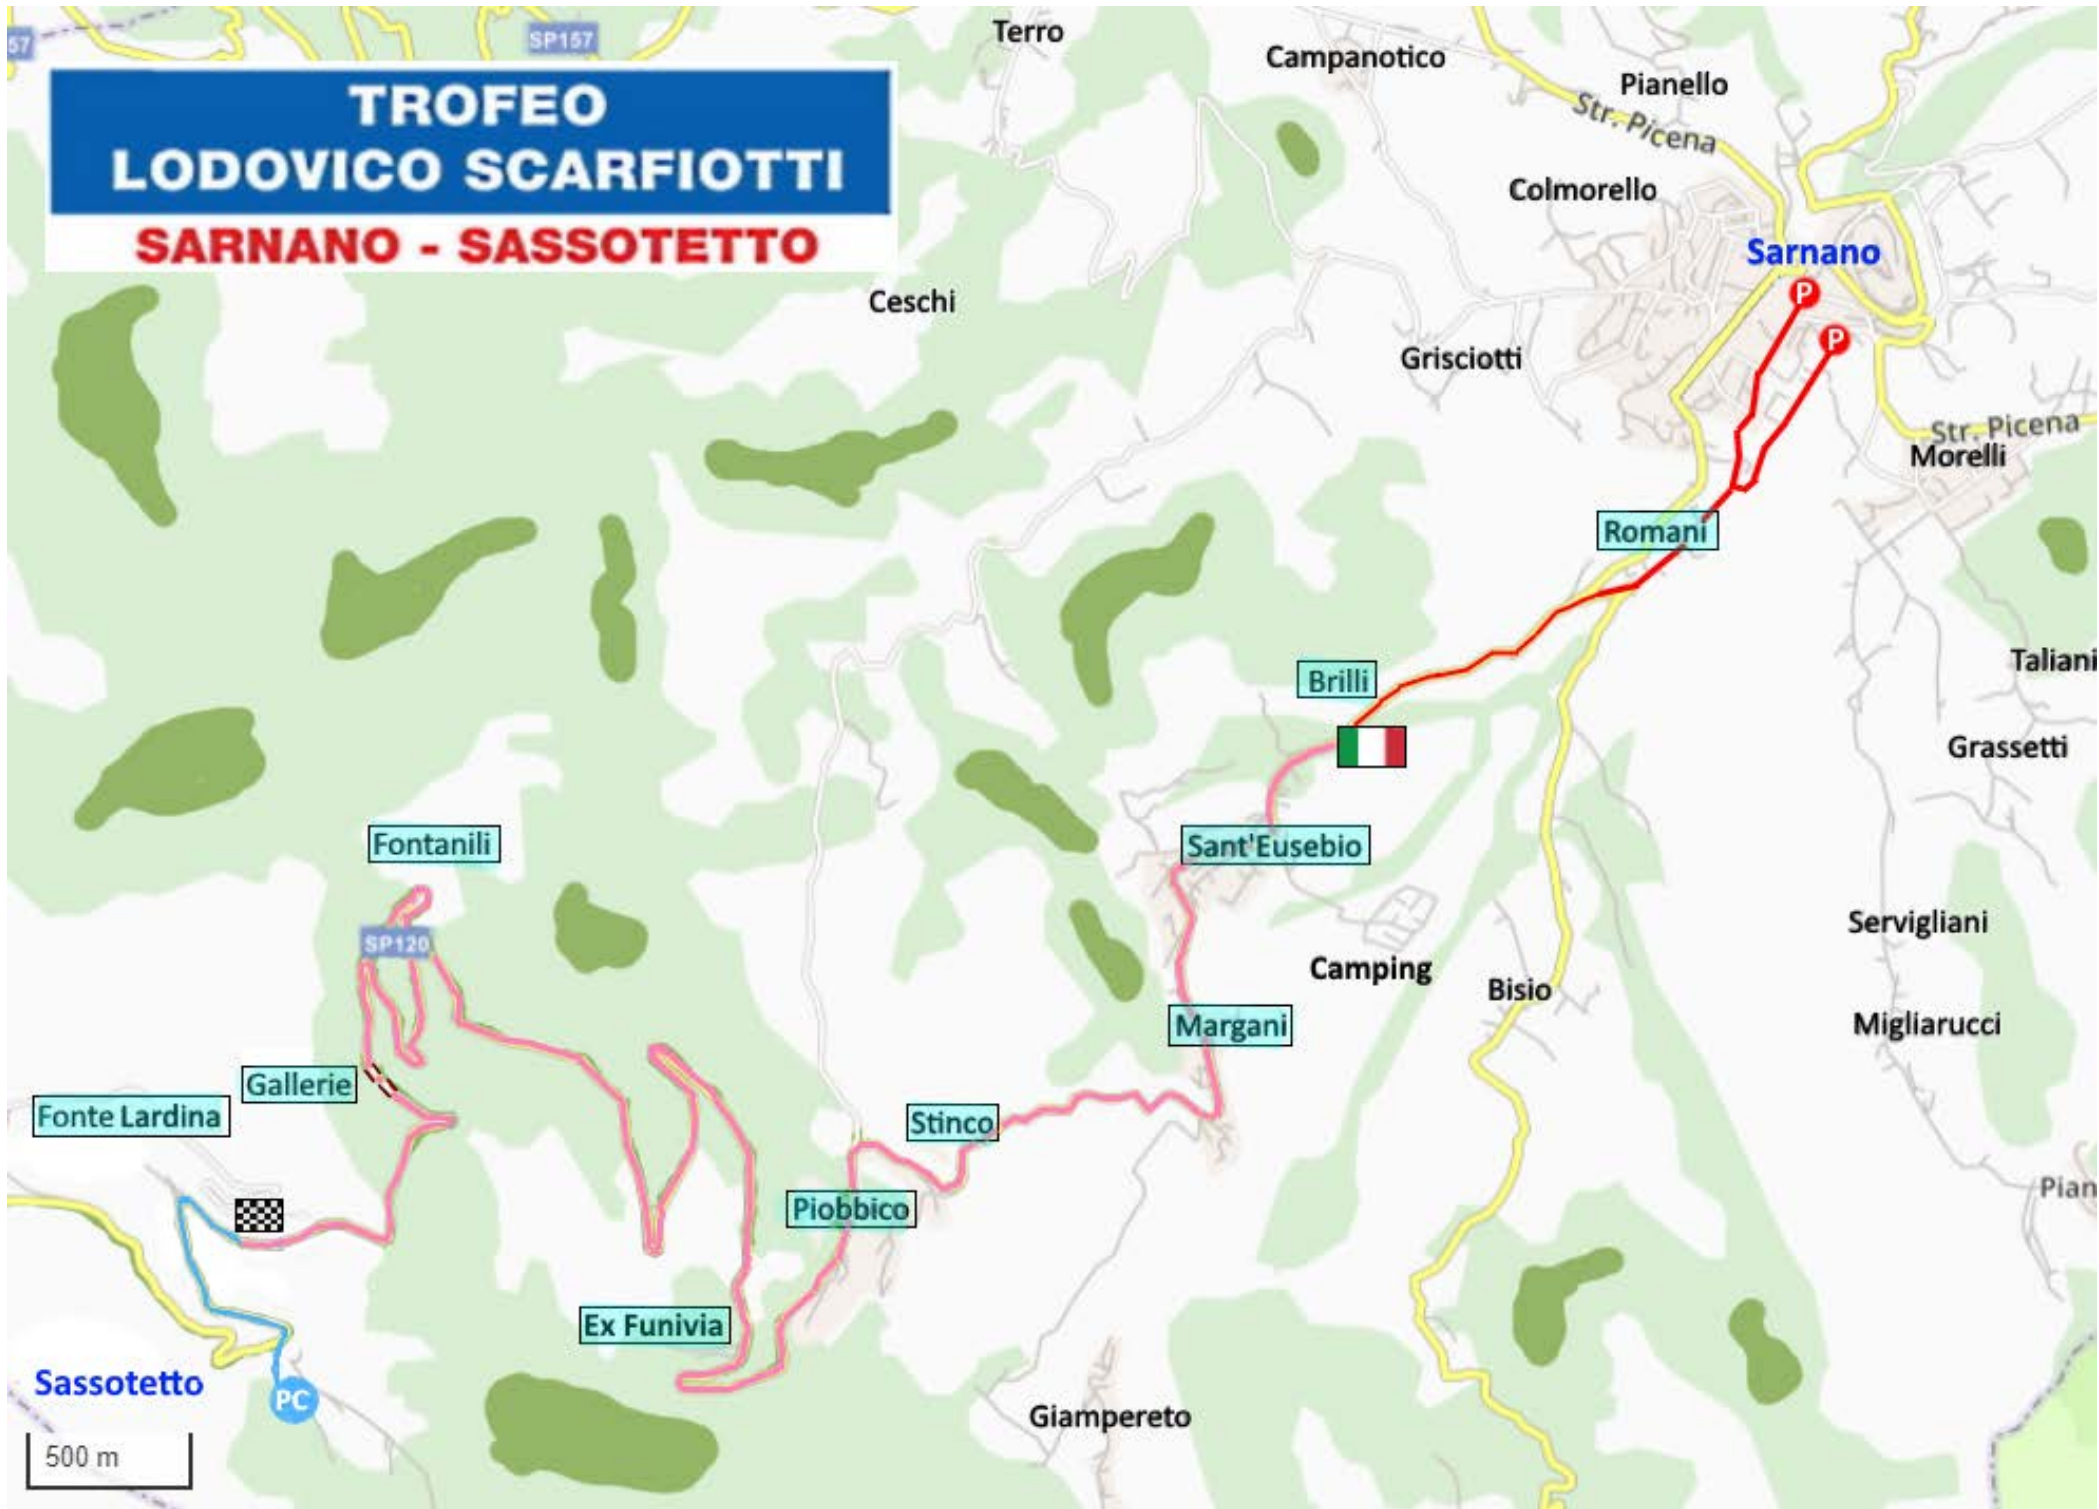 57
SP157
Terro
Campanotico
Pianello
Str. Picena
TROFEO
LODOVICO SCARFIOTTI
SARNANO - SASSOTETTO
Colmorello
Sarnano
P
Ceschi
P
Grisciotti
Str. Picena
Morelli
Romani
Taliani
Brilli
Grassetti
Fontanili
Sant'Eusebio
SP120
Servigliani
Camping
Bisio
Margani
Migliarucci
Gallerie
Fonte Lardina
Stinco
Pian
Piobbico
Ex Funivia
Sassotetto
PC
Giampereto
500 m